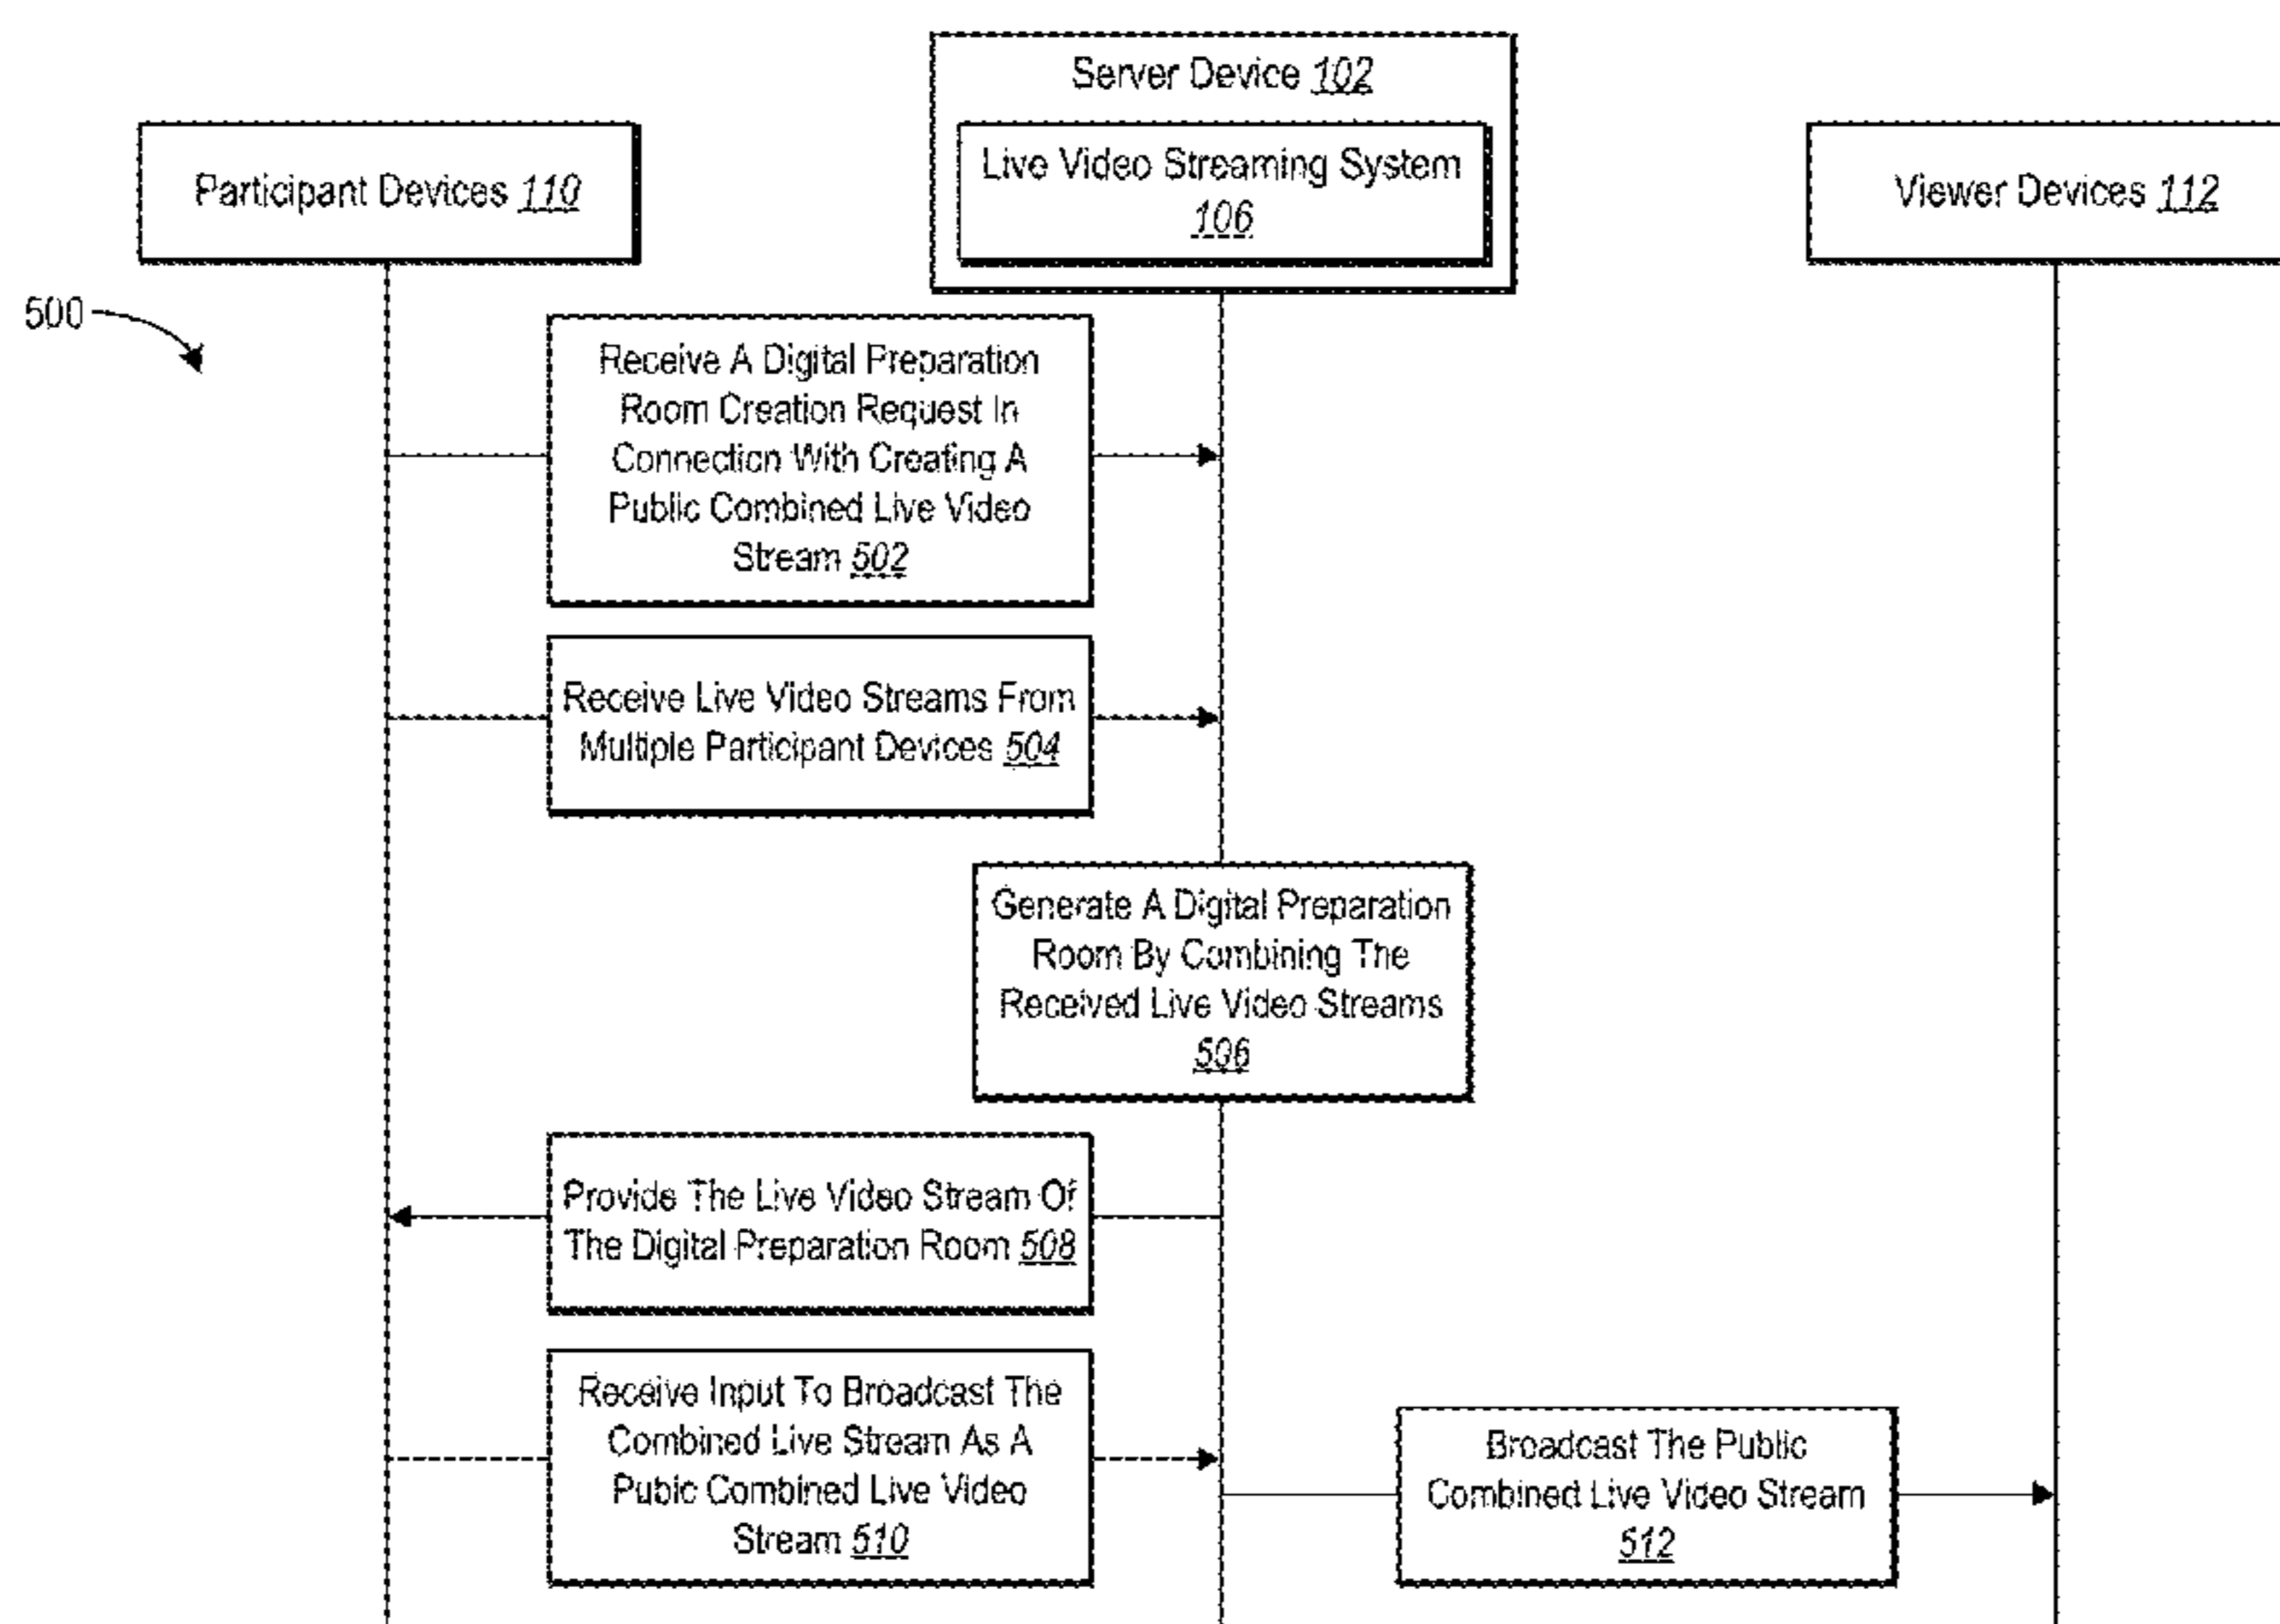 Server Device 102
Participant Devices 110
Live Video Streaming System
106
Viewer Devices 112
500
Receive A Digital Preparation
Room Creation Request In
Connection With Creating A
Public Combined Live Video
Stream 502
Receive Live Video Streams From
Multiple Participant Devices 504
Generate A Digital Preparation
Room By Combining The
Received Live Video Streams
506
Provide The Live Video Stream Of
The Digital Preparation Room 508
Receive Input To Broadcast The
Combined Live Stream As A
Pubic Combined Live Video
Stream 510
Broadcast The Public
Combined Live Video Stream
512